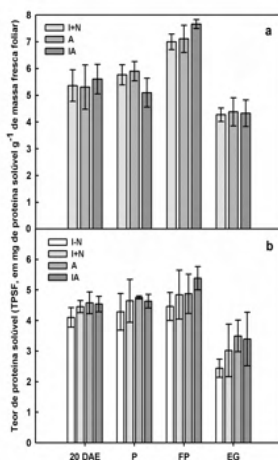 Teor de proteína solúvel (TPSF, em mg de proteína solúvel g⁻¹ de massa fresca foliar)
8
7
6
5
4
3
2
1
0
I+N
A
IA
a
7
6
5
4
3
2
1
0
I-N
I+N
A
IA
b
20 DAE P FP EG